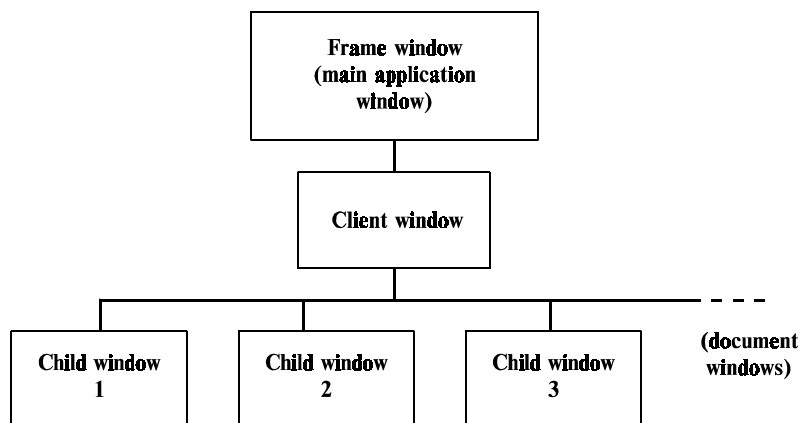 Frame window
(main application
window)
Client window
Child window
1
Child window
2
Child window
3
(document
windows)